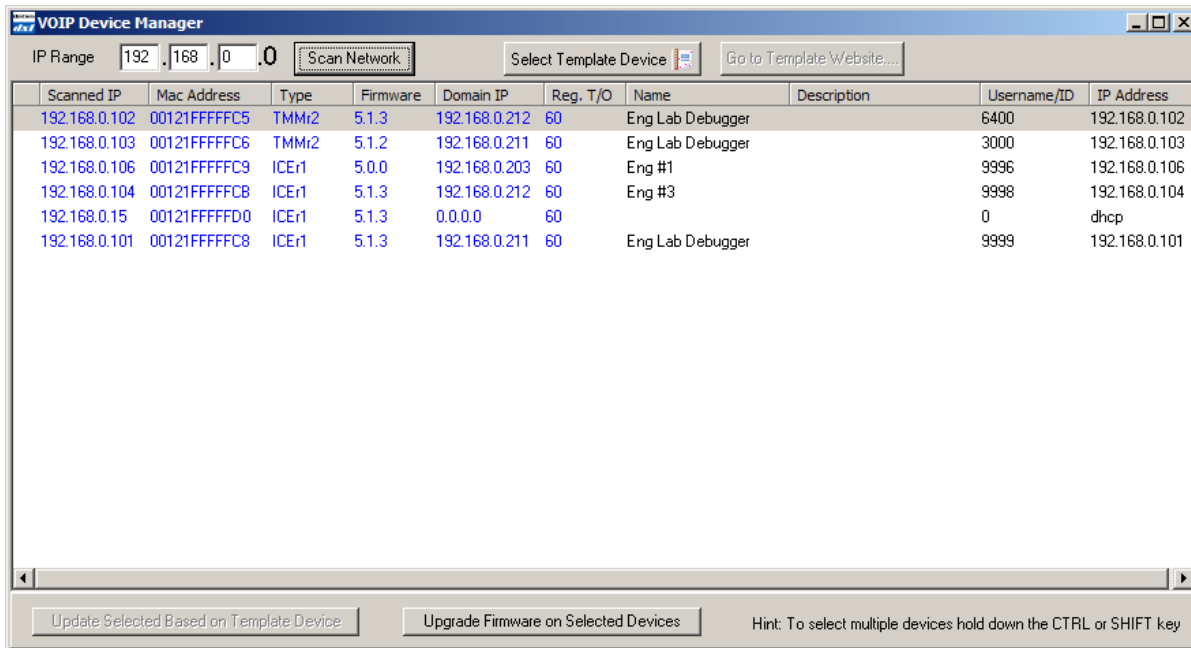 VOIP Device Manager
IP Range 192 . 168 . 0 .0 Scan Network Select Template Device Go to Template Website....
Scanned IP Mac Address Type Firmware Domain IP Reg. T/O Name Description Username/ID IP Address
192.168.0.102 00121FFFFFC5 TMMr2 5.1.3 192.168.0.212 60 Eng Lab Debugger 6400 192.168.0.102
192.168.0.103 00121FFFFFC6 TMMr2 5.1.2 192.168.0.211 60 Eng Lab Debugger 3000 192.168.0.103
192.168.0.106 00121FFFFFC9 ICEr1 5.0.0 192.168.0.203 60 Eng #1 9996 192.168.0.106
192.168.0.104 00121FFFFFCB ICEr1 5.1.3 192.168.0.212 60 Eng #3 9998 192.168.0.104
192.168.0.15 00121FFFFFD0 ICEr1 5.1.3 0.0.0.0 60 0 dhcp
192.168.0.101 00121FFFFFC8 ICEr1 5.1.3 192.168.0.211 60 Eng Lab Debugger 9999 192.168.0.101
Update Selected Based on Template Device Upgrade Firmware on Selected Devices Hint: To select multiple devices hold down the CTRL or SHIFT key